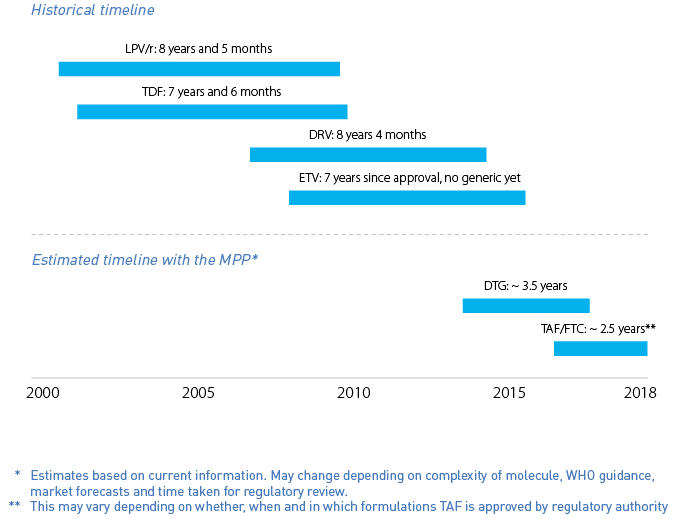 Historical timeline
LPV/r: 8 years and 5 months
TDF: 7 years and 6 months
DRV: 8 years 4 months
ETV: 7 years since approval, no generic yet
Estimated timeline with the MPP*
DTG: ~ 3.5 years
TAF/FTC: ~ 2.5 years**
2000 2005 2010 2015 2018
* Estimates based on current information. May change depending on complexity of molecule, WHO guidance,
market forecasts and time taken for regulatory review.
** This may vary depending on whether, when and in which formulations TAF is approved by regulatory authority